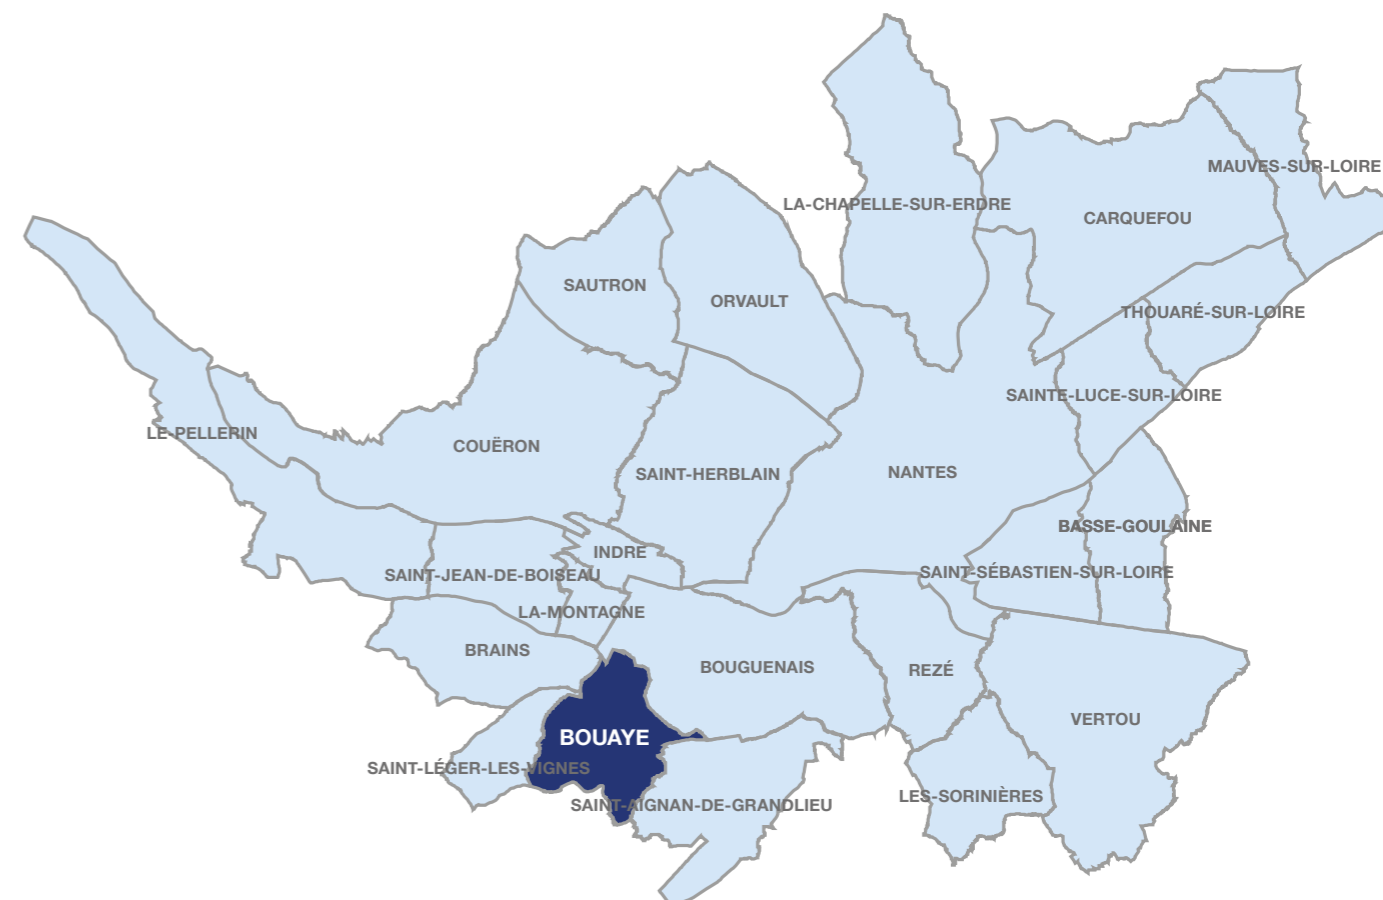 MAUVES-SUR-LOIRE
LA-CHAPELLE-SUR-ERDRE
CARQUEFOU
SAUTRON
ORVAULT
THOUARÉ-SUR-LOIRE
SAINTE-LUCE-SUR-LOIRE
LE-PELLERIN
COUËRON
SAINT-HERBLAIN
NANTES
BASSE-GOULAINE
INDRE
SAINT-JEAN-DE-BOISEAU
SAINT-SÉBASTIEN-SUR-LOIRE
LA-MONTAGNE
BRAINS
BOUGUENAIS
REZÉ
VERTOU
BOUAYE
SAINT-LÉGER-LES-VIGNES
LES-SORINIÈRES
SAINT-AIGNAN-DE-GRANDLIEU